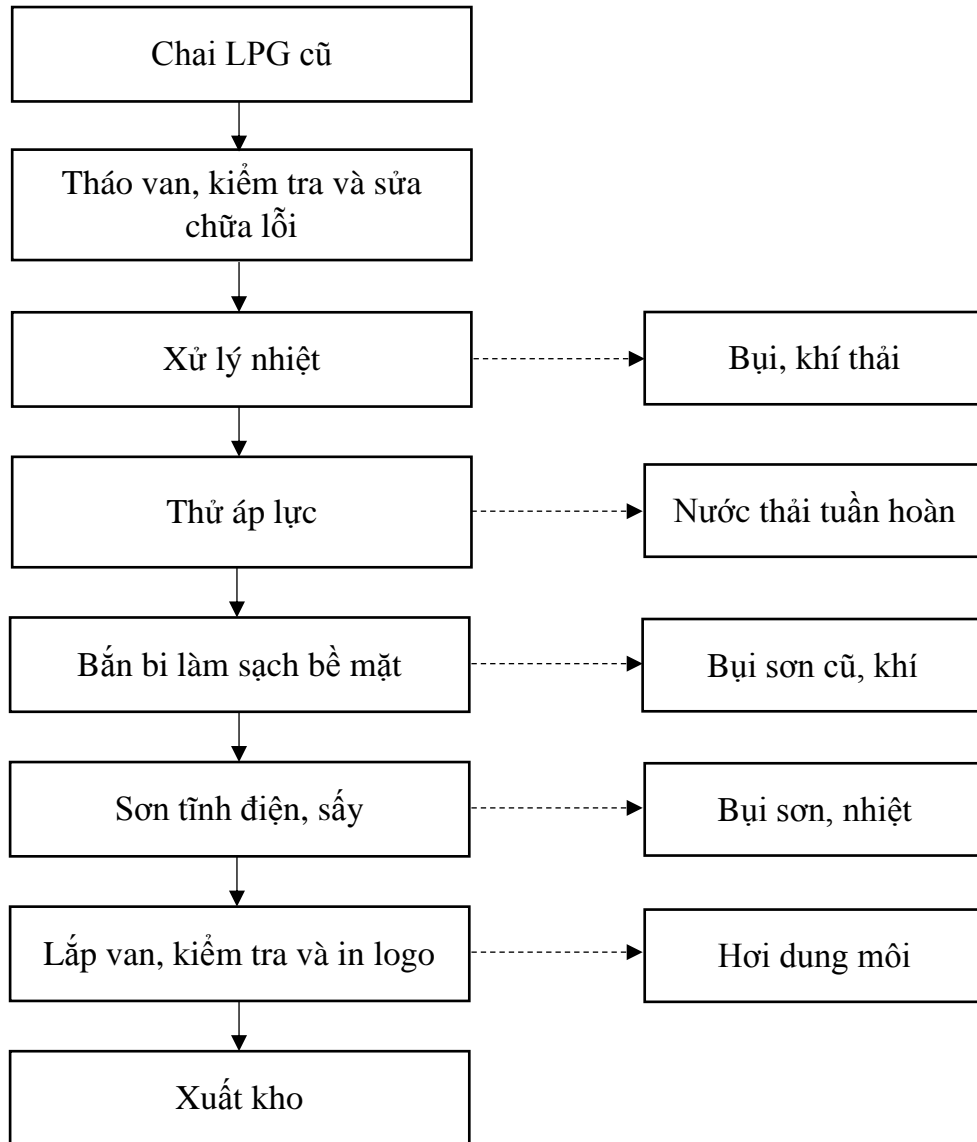 Chai LPG cũ
Tháo van, kiểm tra và sửa
chữa lỗi
Xử lý nhiệt
Bụi, khí thải
Thử áp lực
Nước thải tuần hoàn
Bắn bi làm sạch bề mặt
Bụi sơn cũ, khí
Sơn tĩnh điện, sấy
Bụi sơn, nhiệt
Lắp van, kiểm tra và in logo
Hơi dung môi
Xuất kho